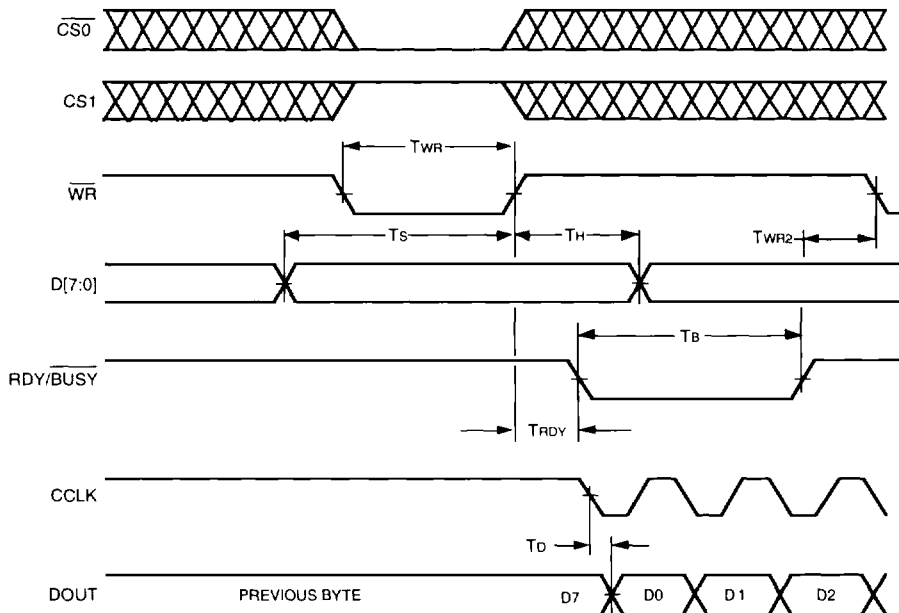 CS0
CS1
TWR
WR
TS
TH
TWR2
D[7:0]
TB
RDY/BUSY
TRDY
CCLK
TD
DOUT
PREVIOUS BYTE
D7
D0
D1
D2